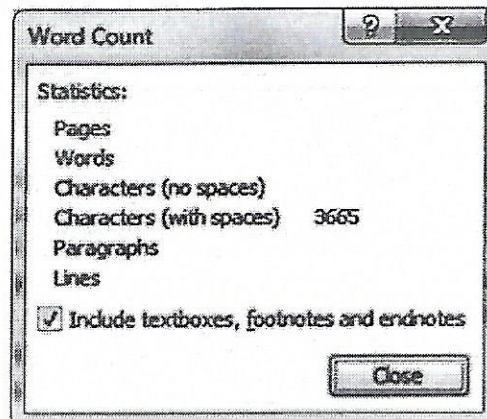 Word Count
Statistics:
Pages
Words
Characters (no spaces)
Characters (with spaces) 3665
Paragraphs
Lines
Include textboxes, footnotes and endnotes
Close